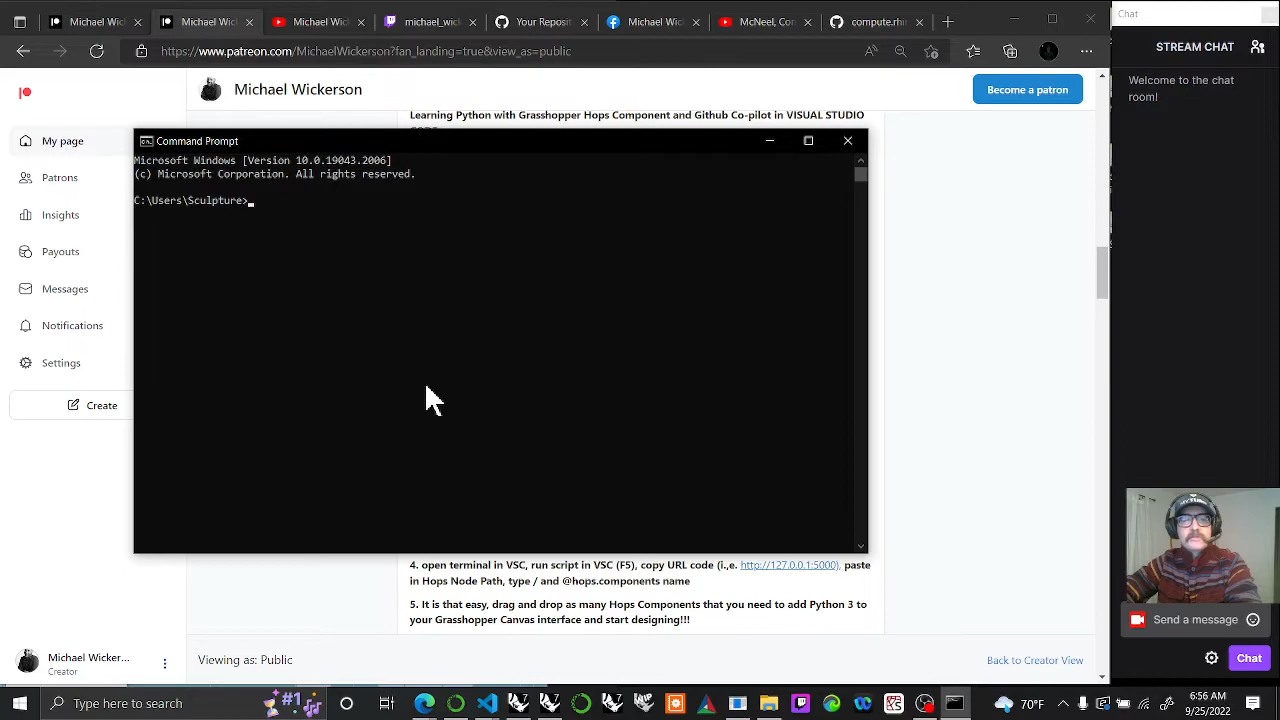 Michael Wic
Michael Wic
Michael Wic
Michael Wic
Your Repo
Michael Wic
McNeel, Con
Compute.rhi
https://www.patreon.com/MichaelWickerson?fan_landing=true&view_as=public
Michael Wickerson
Become a patron
My page
Patrons
Insights
Payouts
Messages
Notifications
Settings
Create
Learning Python with Grasshopper Hops Component and Github Co-pilot in VISUAL STUDIO
Command Prompt
Microsoft Windows [Version 10.0.19043.2006]
(c) Microsoft Corporation. All rights reserved.
C:\Users\Sculpture>
4. open terminal in VSC, run script in VSC (F5), copy URL code (i.,e. http://127.0.0.1:5000), paste
in Hops Node Path, type / and @hops.components name
5. It is that easy, drag and drop as many Hops Components that you need to add Python 3 to
your Grasshopper Canvas interface and start designing!!!
Michael Wicker...
Creator
Viewing as: Public
Back to Creator View
Chat
STREAM CHAT
Welcome to the chat
room!
Send a message
Chat
Type here to search
#1
70°F
6:56 AM
9/25/2022